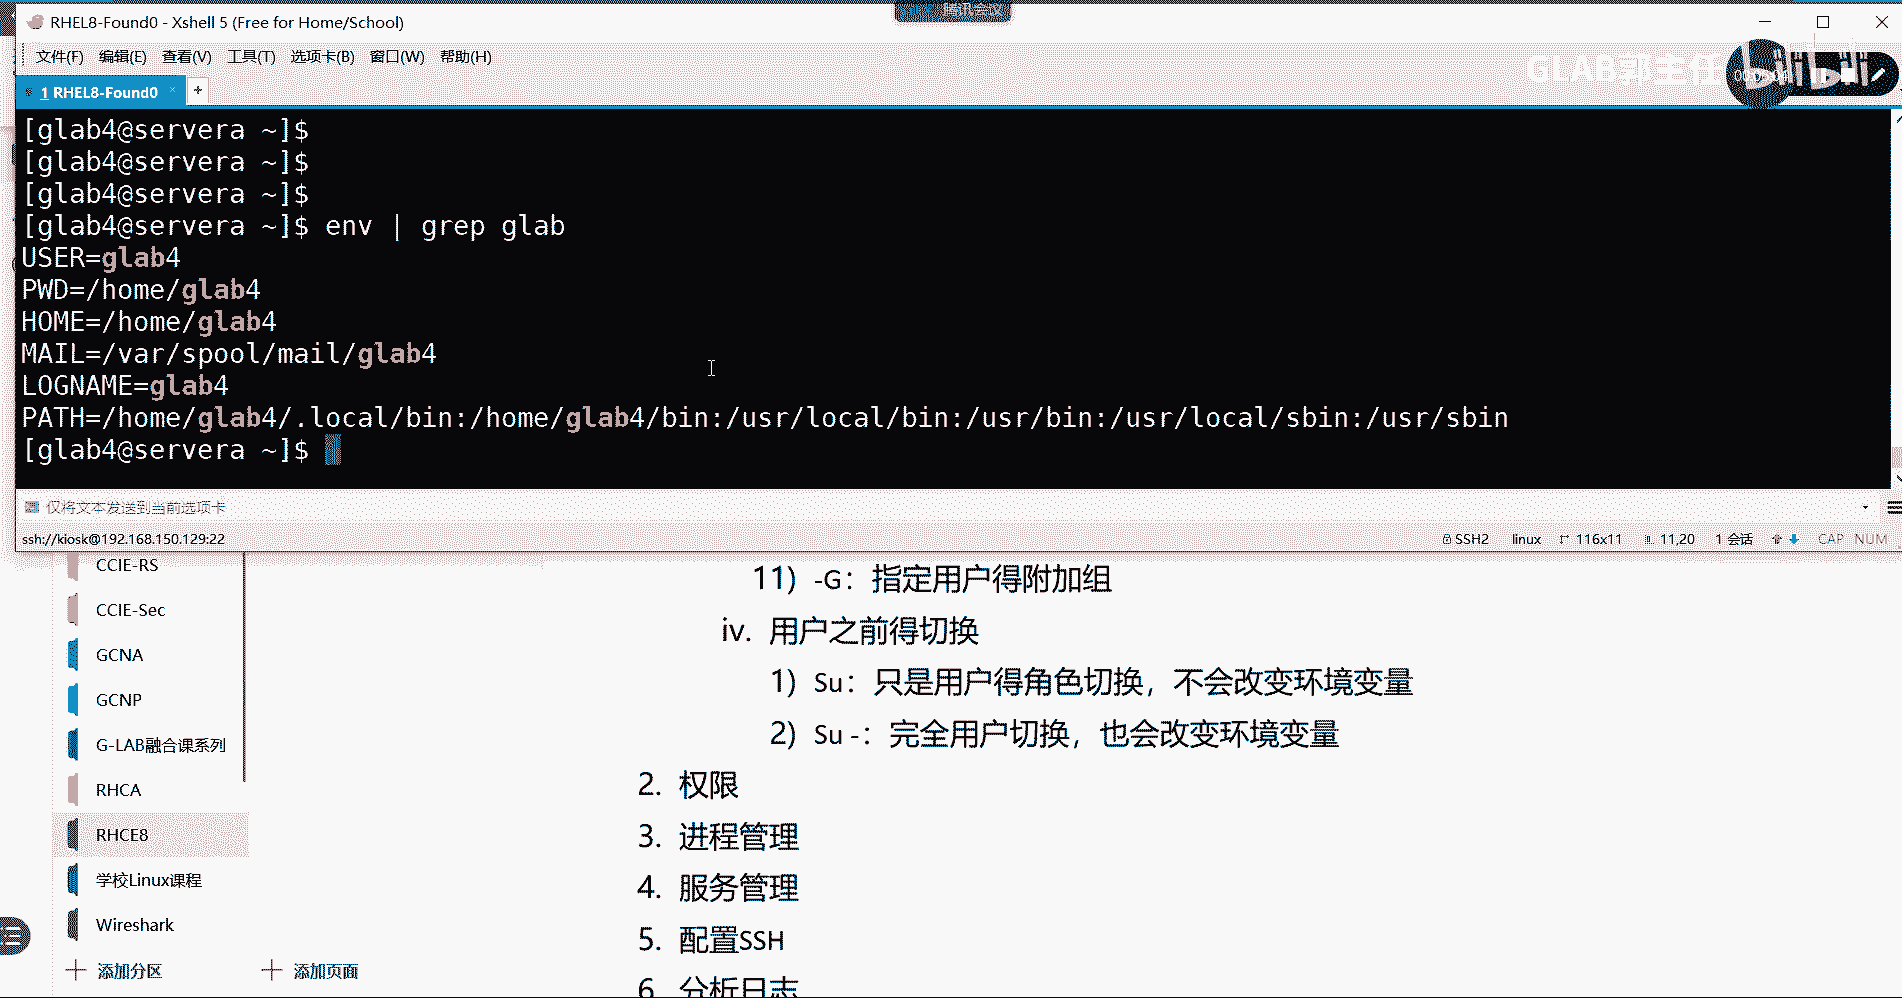 RHEL8-Found0 - Xshell 5 (Free for Home/School)
腾讯会议
文件(F) 编辑(E) 查看(V) 工具(T) 选项卡(B) 窗口(W) 帮助(H)
GLAB郭主任
bilibili
1 RHEL8-Found0 × +
[glab4@servera ~]$
[glab4@servera ~]$
[glab4@servera ~]$
[glab4@servera ~]$ env | grep glab
USER=glab4
PWD=/home/glab4
HOME=/home/glab4
MAIL=/var/spool/mail/glab4
LOGNAME=glab4
PATH=/home/glab4/.local/bin:/home/glab4/bin:/usr/local/bin:/usr/bin:/usr/local/sbin:/usr/sbin
[glab4@servera ~]$
仅将文本发送到当前选项卡
ssh://kiosk@192.168.150.129:22 SSH2 linux 116x11 11,20 1 会话 CAP NUM
CCIE-RS
CCIE-Sec
GCNA
GCNP
G-LAB融合课系列
RHCA
RHCE8
学校Linux课程
Wireshark
+ 添加分区 + 添加页面
11) -G：指定用户得附加组
iv. 用户之前得切换
1) Su：只是用户得角色切换，不会改变环境变量
2) Su -：完全用户切换，也会改变环境变量
2. 权限
3. 进程管理
4. 服务管理
5. 配置SSH
6. 分析日志